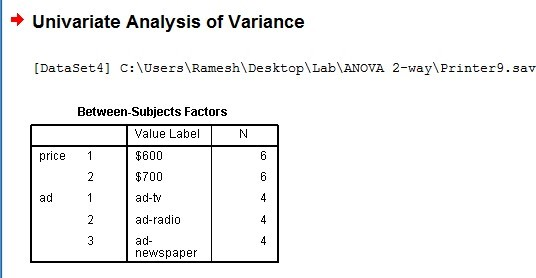 Univariate Analysis of Variance
[DataSet4] C:\Users\Ramesh\Desktop\Lab\ANOVA 2-way\Printer9.sav
Between-Subjects Factors
Value Label N
price 1 $600 6
2 $700 6
ad 1 ad-tv 4
2 ad-radio 4
3 ad-newspaper 4